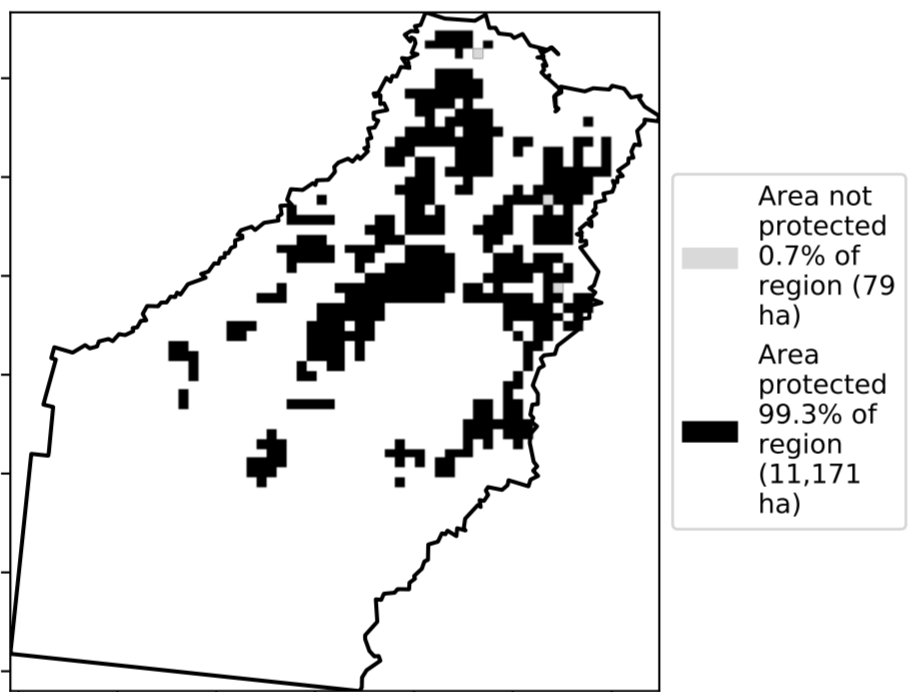 Area not
protected
0.7% of
region (79
ha)
Area
protected
99.3% of
region
(11,171
ha)